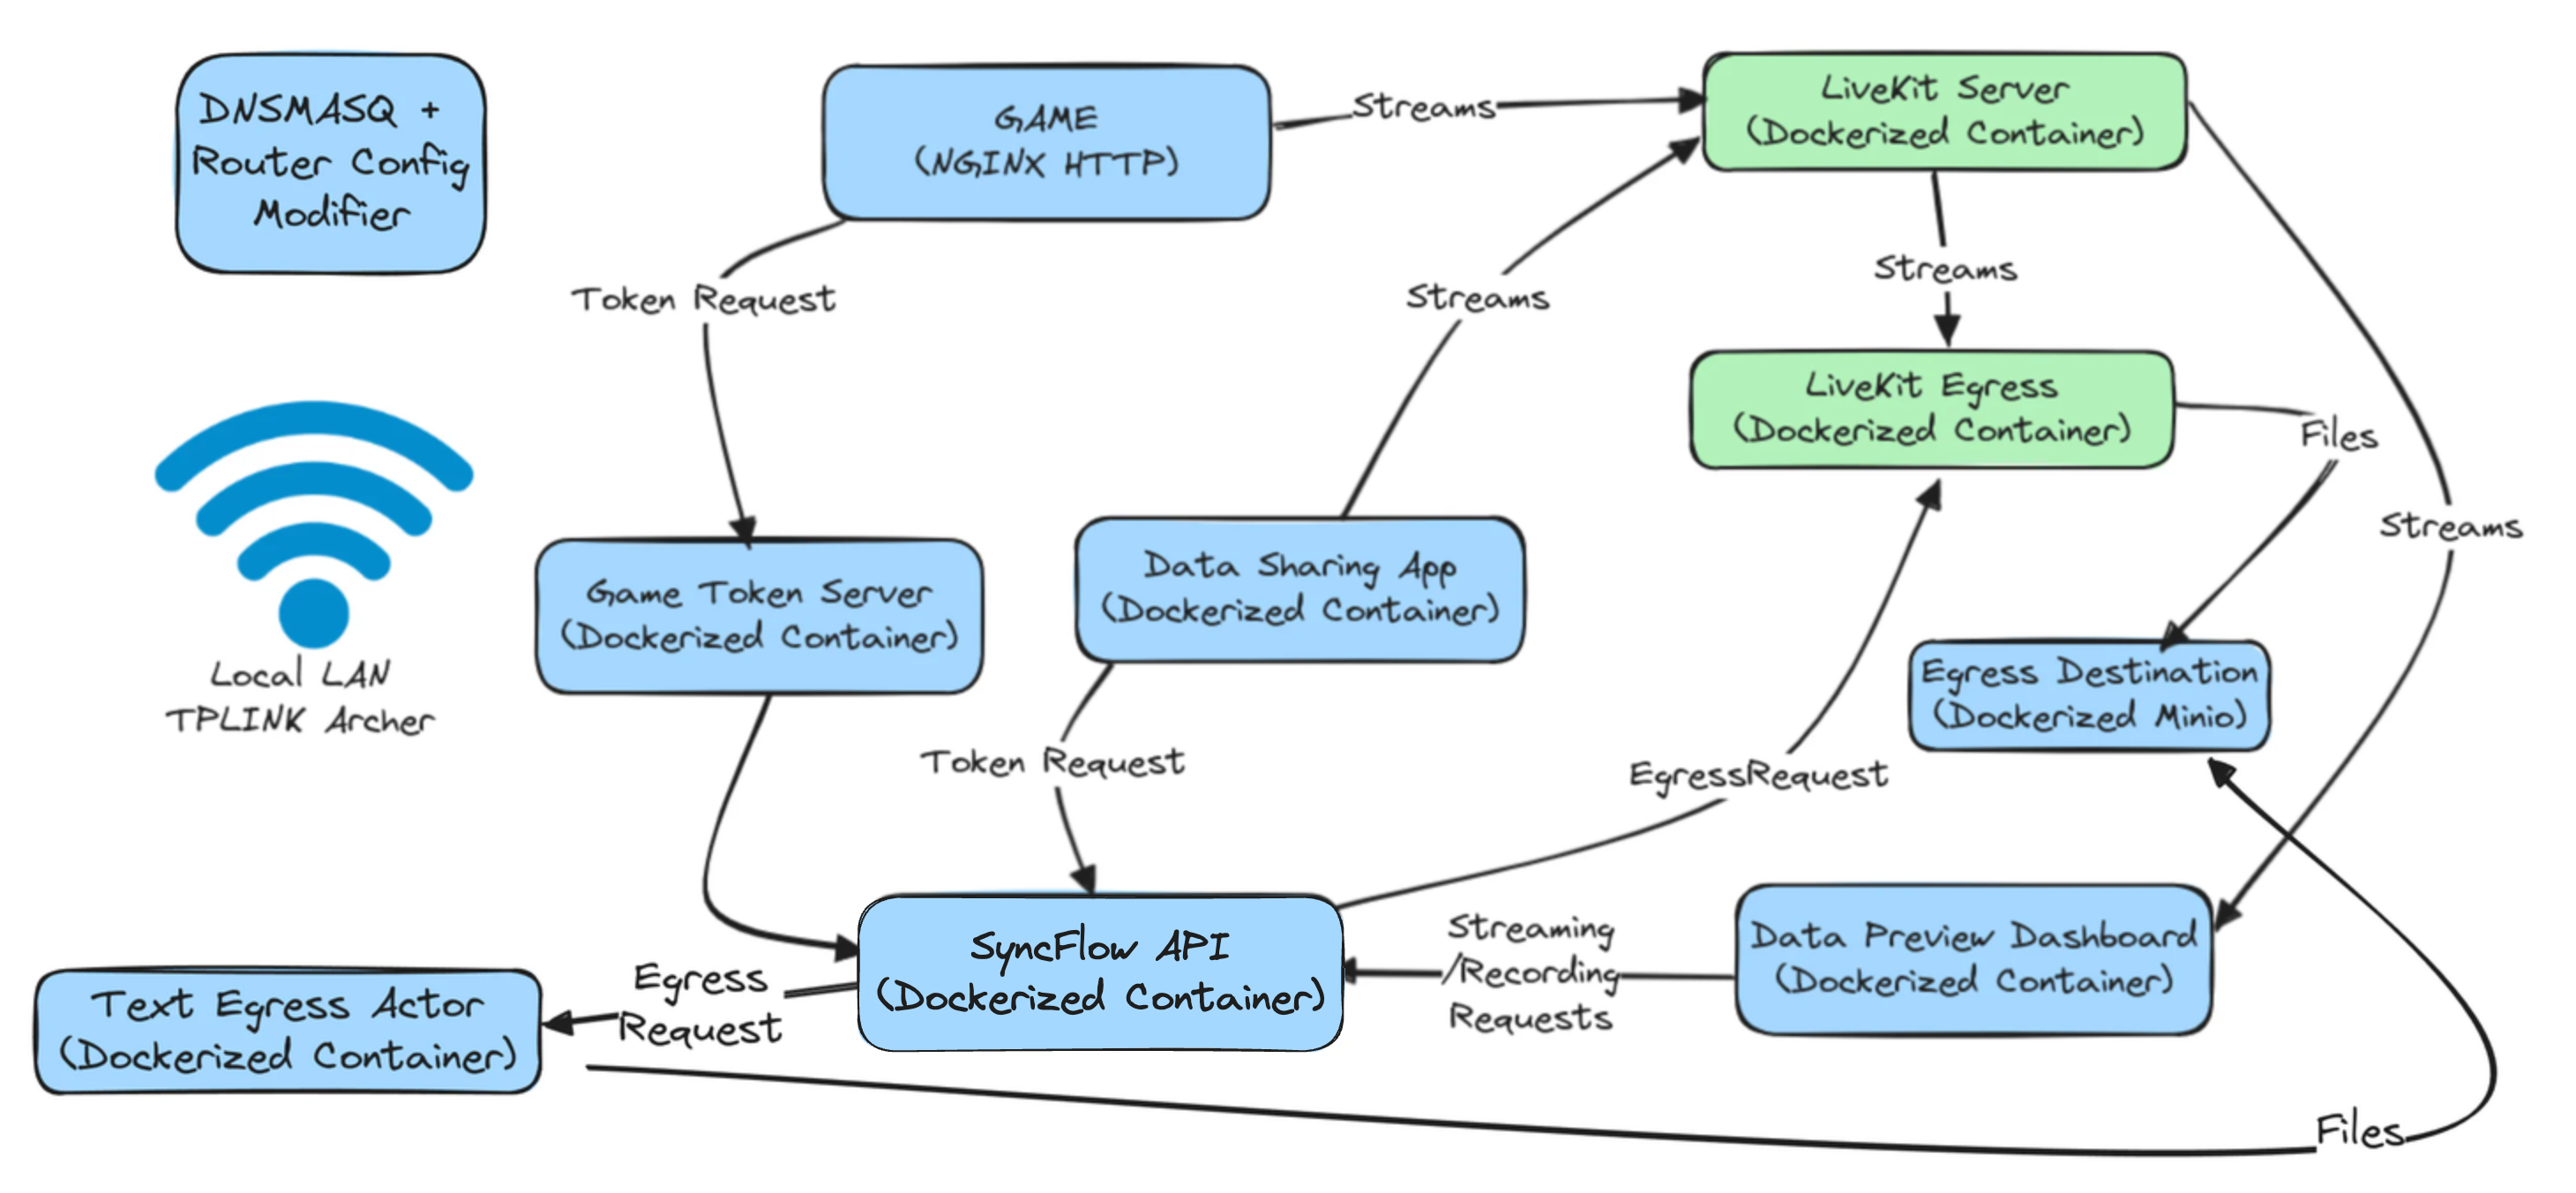 DNSMASQ +
Router Config
Modifier
GAME
(NGINX HTTP)
Streams
LiveKit Server
(Dockerized Container)
Token Request
Streams
Streams
LiveKit Egress
(Dockerized Container)
Files
Streams
Local LAN
TPLINK Archer
Game Token Server
(Dockerized Container)
Data Sharing App
(Dockerized Container)
Egress Destination
(Dockerized Minio)
Token Request
EgressRequest
SyncFlow API
(Dockerized Container)
Streaming
/Recording
Requests
Data Preview Dashboard
(Dockerized Container)
Egress
Request
Text Egress Actor
(Dockerized Container)
Files